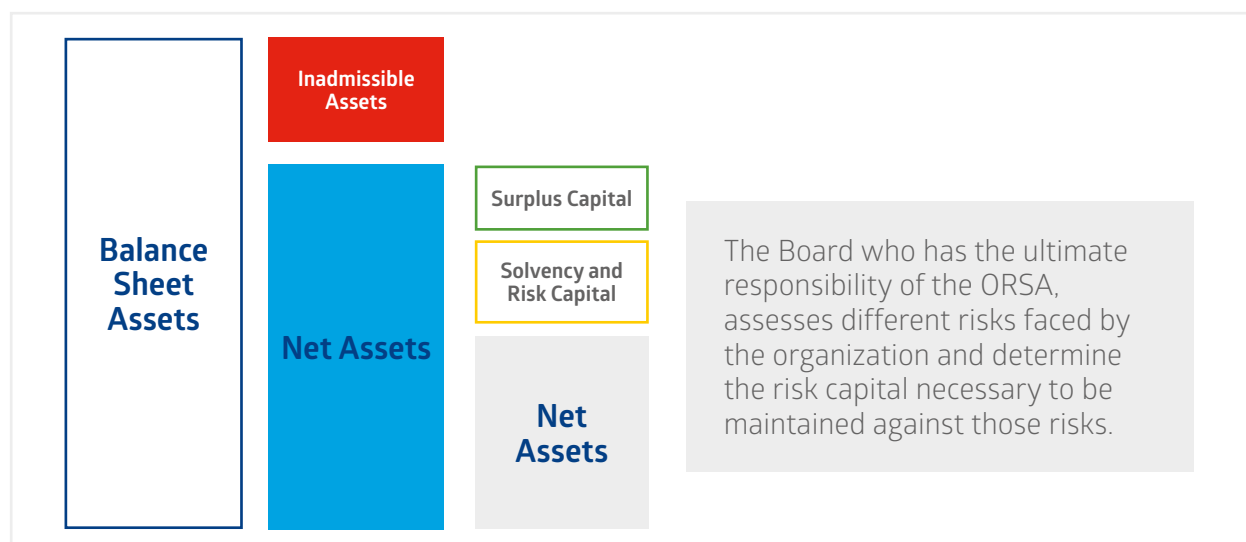 Balance
Sheet
Assets
Inadmissible
Assets
Net Assets
Surplus Capital
Solvency and
Risk Capital
Net
Assets
The Board who has the ultimate
responsibility of the ORSA,
assesses different risks faced by
the organization and determine
the risk capital necessary to be
maintained against those risks.